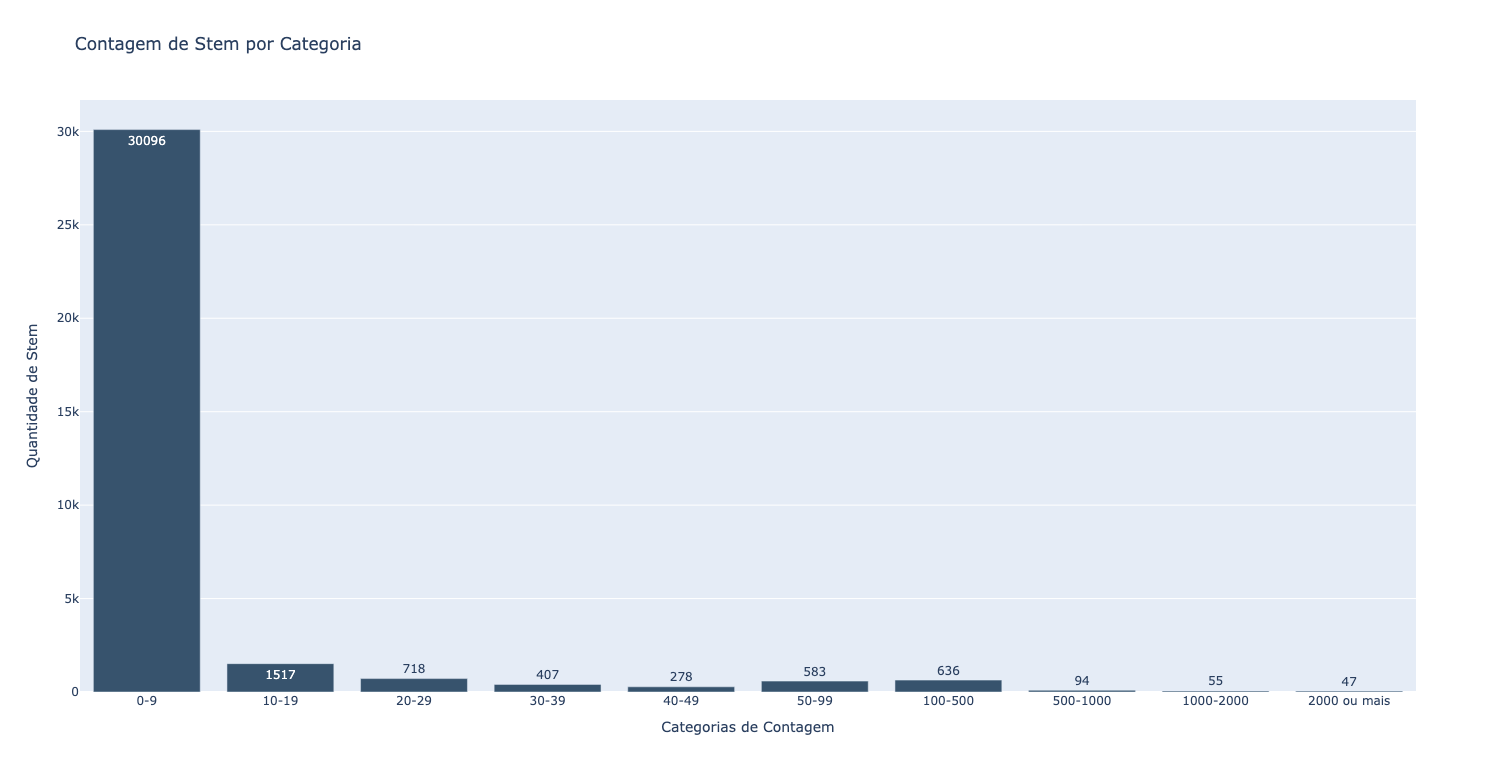 Contagem de Stem por Categoria
Quantidade de Stem
30k
25k
20k
15k
10k
5k
0
30096
1517
718
407
278
583
636
94
55
47
0-9
10-19
20-29
30-39
40-49
50-99
100-500
500-1000
1000-2000
2000 ou mais
Categorias de Contagem